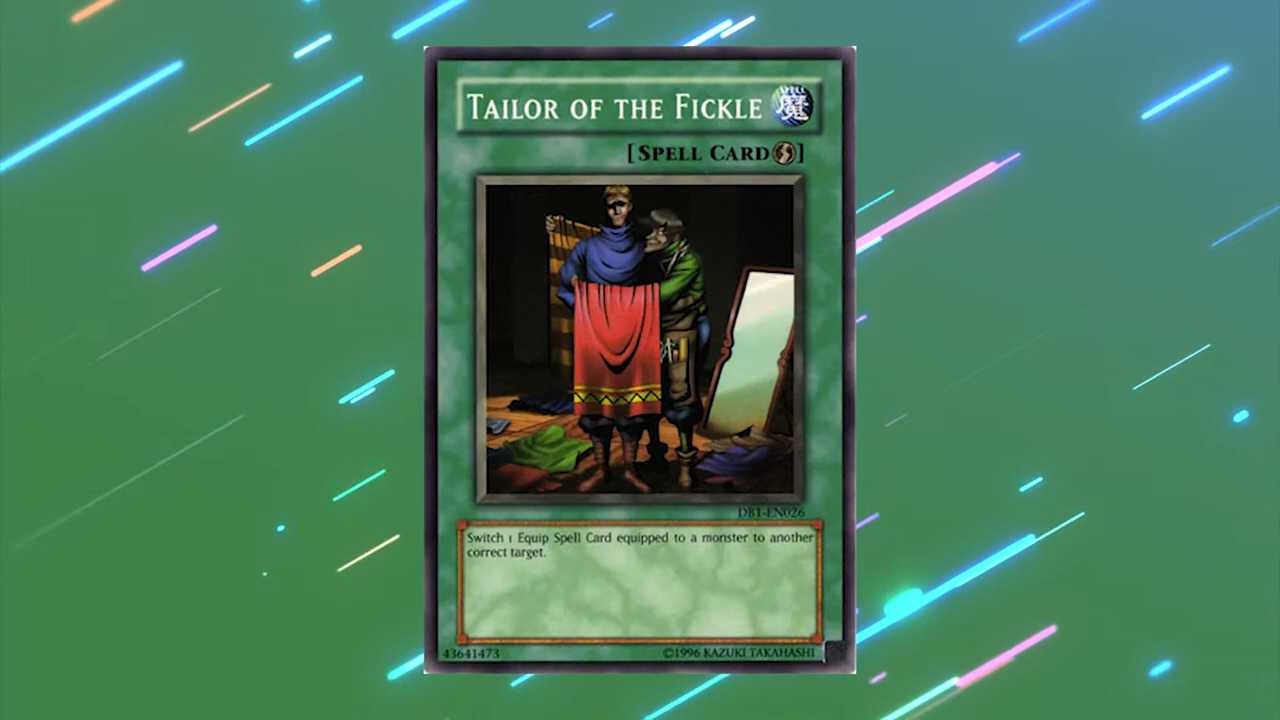 TAILOR OF THE FICKLE
SPELL
魔
[SPELL CARD]
DB1-EN026
Switch 1 Equip Spell Card equipped to a monster to another
correct target.
43641473
©1996 KAZUKI TAKAHASHI